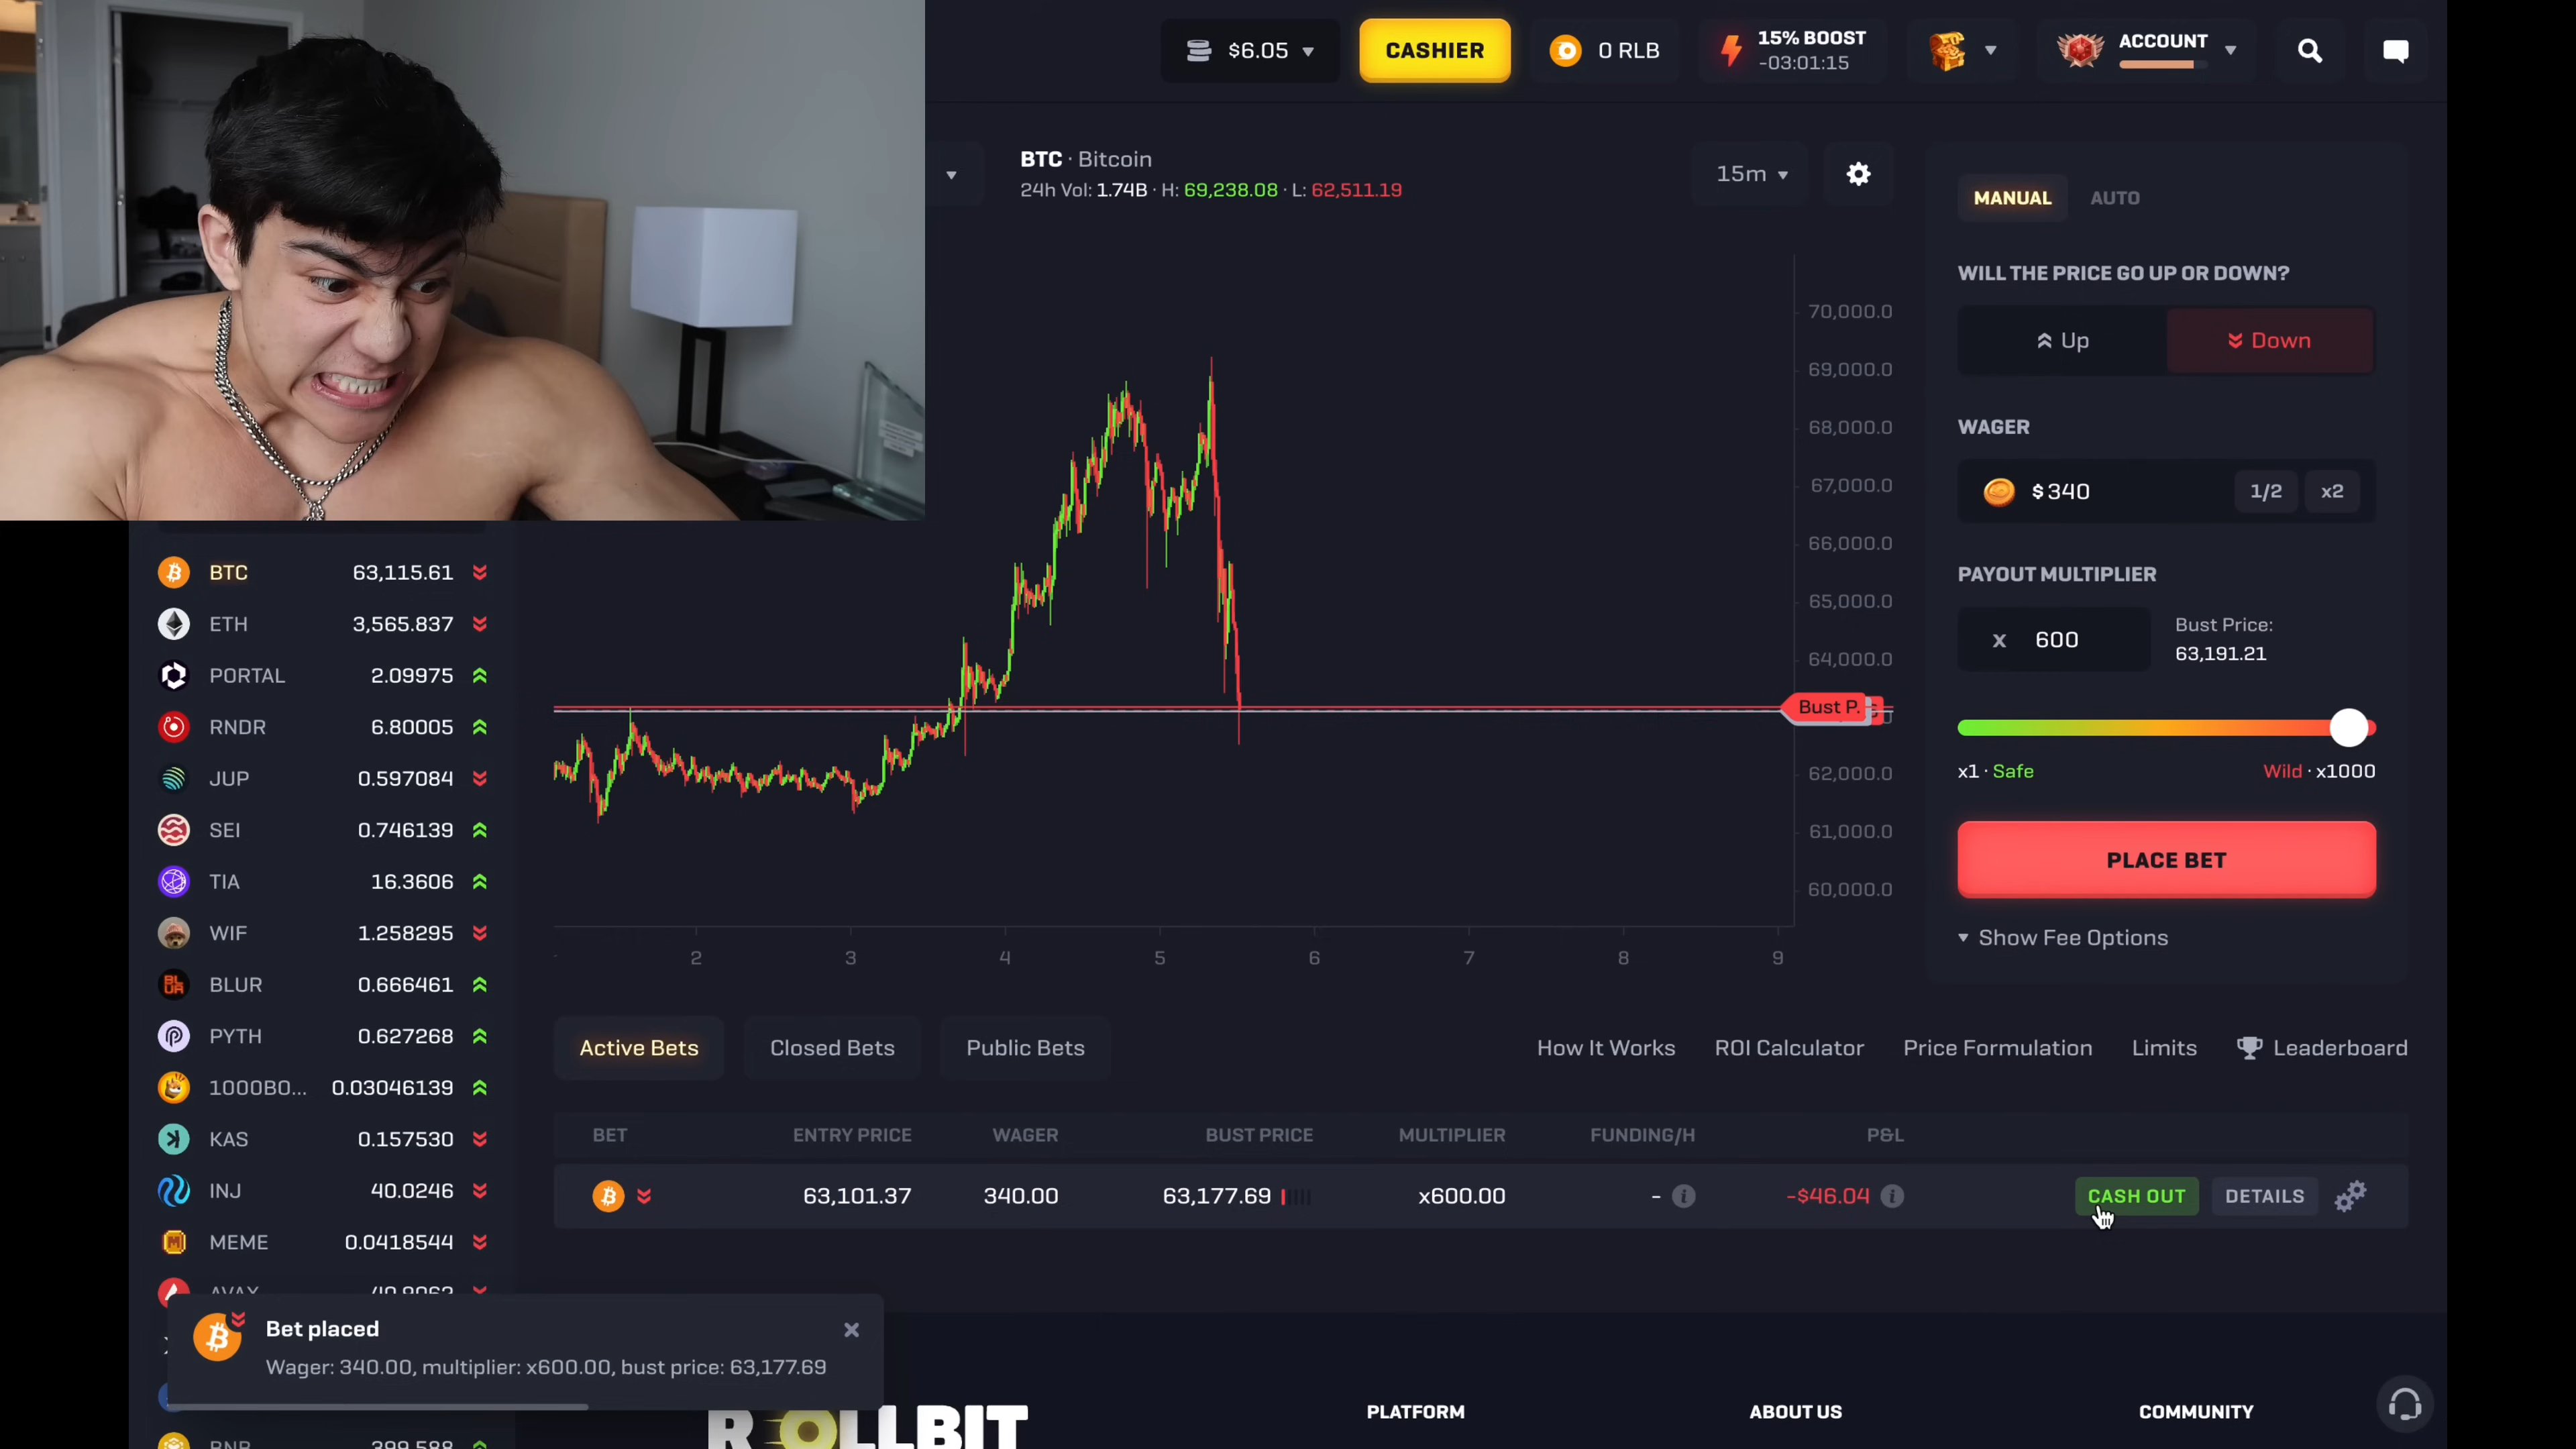 $6.05
CASHIER
0 RLB
15% BOOST
-03:01:15
ACCOUNT
BTC · Bitcoin
24h Vol: 1.74B · H: 69,238.08 · L: 62,511.19
15m
MANUAL AUTO
WILL THE PRICE GO UP OR DOWN?
Up Down
WAGER
$340 1/2 x2
PAYOUT MULTIPLIER
x 600
Bust Price:
63,191.21
x1 · Safe Wild · x1000
PLACE BET
Show Fee Options
70,000.0
69,000.0
68,000.0
67,000.0
66,000.0
65,000.0
64,000.0
Bust P.
62,000.0
61,000.0
60,000.0
2 3 4 5 6 7 8 9
BTC 63,115.61
ETH 3,565.837
PORTAL 2.09975
RNDR 6.80005
JUP 0.597084
SEI 0.746139
TIA 16.3606
WIF 1.258295
BLUR 0.666461
PYTH 0.627268
1000BO... 0.03046139
KAS 0.157530
INJ 40.0246
MEME 0.0418544
AVAX
BNB 399.588
Active Bets Closed Bets Public Bets
How It Works ROI Calculator Price Formulation Limits Leaderboard
BET ENTRY PRICE WAGER BUST PRICE MULTIPLIER FUNDING/H P&L
63,101.37 340.00 63,177.69 x600.00 - -$46.04 CASH OUT DETAILS
Bet placed
Wager: 340.00, multiplier: x600.00, bust price: 63,177.69
ROLLBIT
PLATFORM ABOUT US COMMUNITY